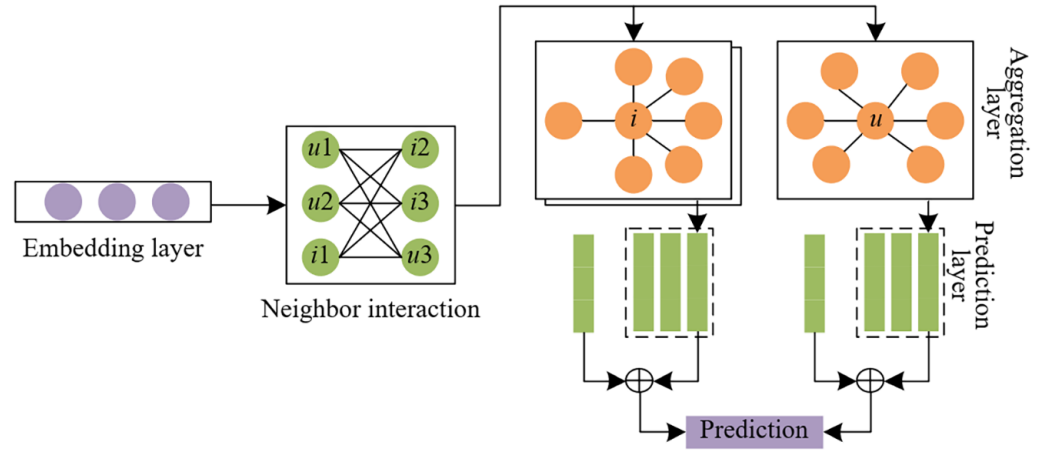 Embedding layer
u1
i2
u2
i3
i1
u3
Neighbor interaction
i
u
Aggregation
layer
Prediction
layer
Prediction